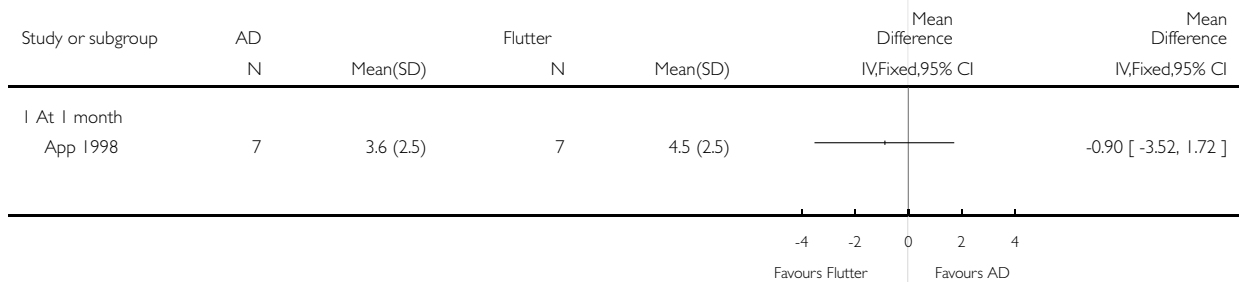 Study or subgroup AD Flutter Mean Difference Mean Difference
N Mean(SD) N Mean(SD) IV,Fixed,95% CI IV,Fixed,95% CI
1 At 1 month
App 1998 7 3.6 (2.5) 7 4.5 (2.5) -0.90 [ -3.52, 1.72 ]
-4 -2 0 2 4
Favours Flutter Favours AD